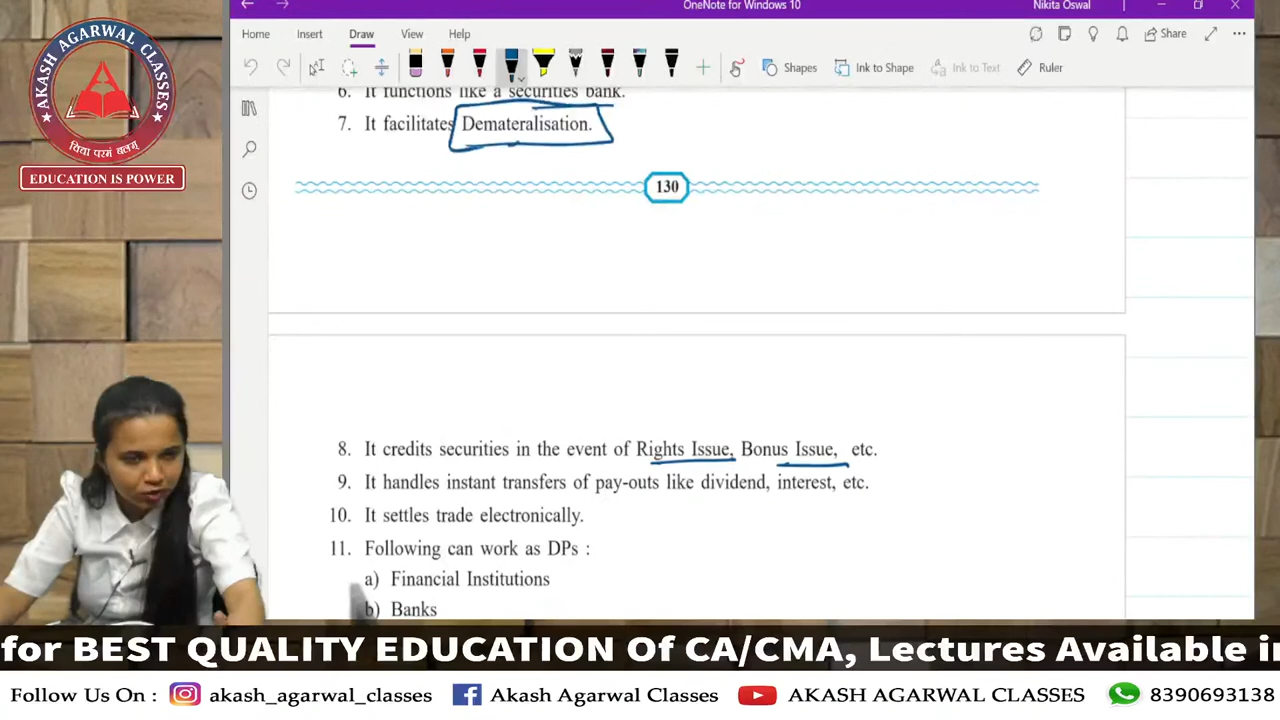 OneNote for Windows 10
Nikita Oswal
Home Insert Draw View Help
Share
Shapes
Ink to Shape
Ink to Text
Ruler
AKASH AGARWAL CLASSES
विद्या परमं बलम्
EDUCATION IS POWER
6. It functions like a securities bank.
7. It facilitates Demateralisation.
130
8. It credits securities in the event of Rights Issue, Bonus Issue, etc.
9. It handles instant transfers of pay-outs like dividend, interest, etc.
10. It settles trade electronically.
11. Following can work as DPs :
a) Financial Institutions
b) Banks
for BEST QUALITY EDUCATION Of CA/CMA, Lectures Available in
Follow Us On : akash_agarwal_classes Akash Agarwal Classes AKASH AGARWAL CLASSES 8390693138